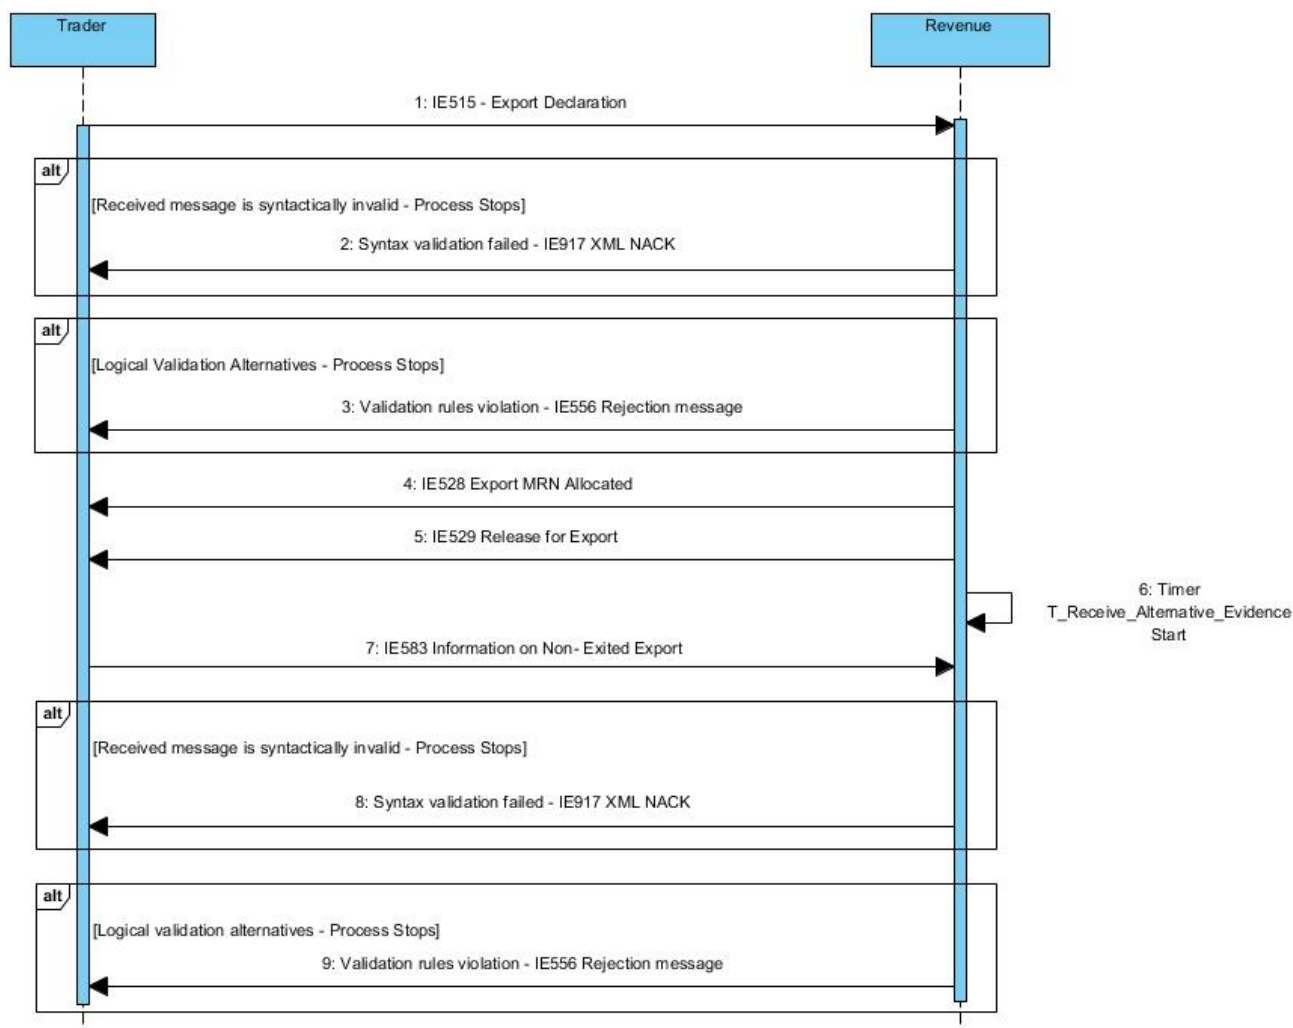 Trader
Revenue
1: IE515 - Export Declaration
alt
[Received message is syntactically invalid - Process Stops]
2: Syntax validation failed - IE917 XML NACK
alt
[Logical Validation Alternatives - Process Stops]
3: Validation rules violation - IE556 Rejection message
4: IE528 Export MRN Allocated
5: IE529 Release for Export
6: Timer
T_Receive_Alternative_Evidence
Start
7: IE583 Information on Non- Exited Export
alt
[Received message is syntactically invalid - Process Stops]
8: Syntax validation failed - IE917 XML NACK
alt
[Logical validation alternatives - Process Stops]
9: Validation rules violation - IE556 Rejection message